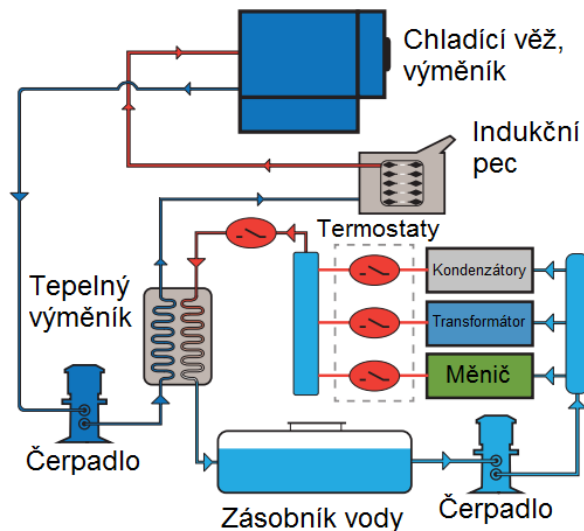 Chladící věž,
výměník
Indukční
pec
Termostaty
Kondenzátory
Tepelný
výměník
Transformátor
Měnič
Čerpadlo
Čerpadlo
Zásobník vody